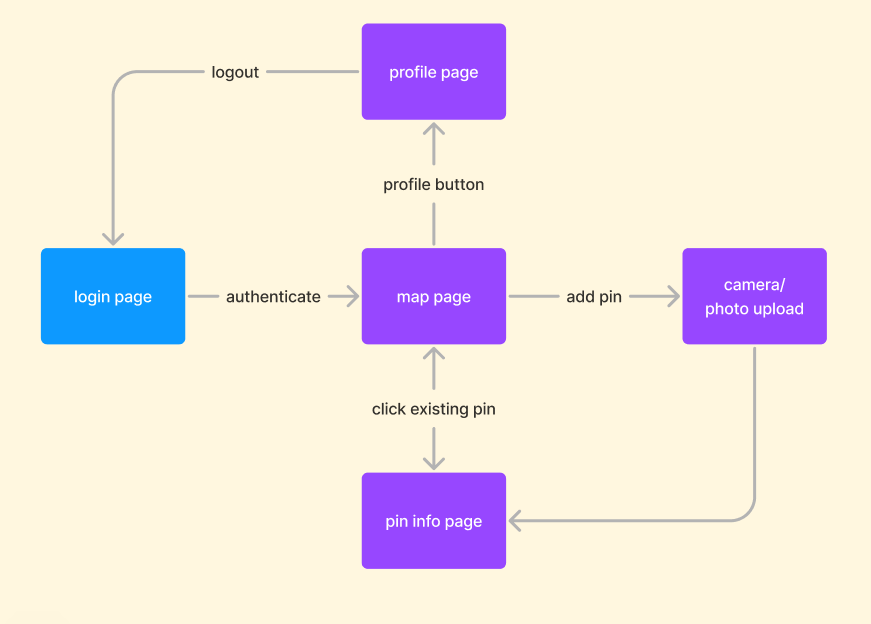 logout
profile page
profile button
login page
authenticate
map page
add pin
camera/
photo upload
click existing pin
pin info page